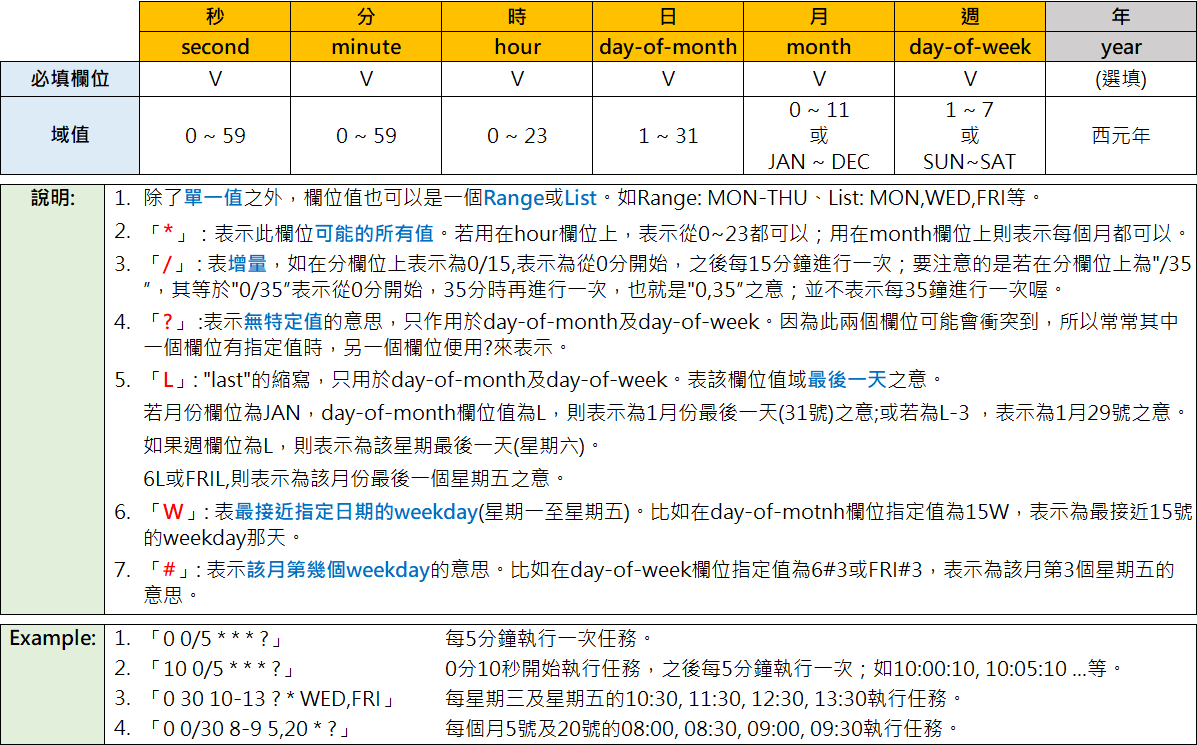 秒 分 時 日 月 週 年
second minute hour day-of-month month day-of-week year
必填欄位 V V V V V V (選填)
域值 0 ~ 59 0 ~ 59 0 ~ 23 1 ~ 31 0 ~ 11 或 JAN ~ DEC 1 ~ 7 或 SUN~SAT 西元年
說明: 1. 除了單一值之外，欄位值也可以是一個Range或List。如Range: MON-THU、List: MON,WED,FRI等。
2. 「*」：表示此欄位可能的所有值。若用在hour欄位上，表示從0~23都可以；用在month欄位上則表示每個月都可以。
3. 「/」: 表增量，如在分欄位上表示為0/15,表示為從0分開始，之後每15分鐘進行一次；要注意的是若在分欄位上為"/35
”，其等於"0/35”表示從0分開始，35分時再進行一次，也就是"0,35”之意；並不表示每35鐘進行一次喔。
4. 「?」:表示無特定值的意思，只作用於day-of-month及day-of-week。因為此兩個欄位可能會衝突到，所以常常其中
一個欄位有指定值時，另一個欄位便用?來表示。
5. 「L」: "last"的縮寫，只用於day-of-month及day-of-week。表該欄位值域最後一天之意。
若月份欄位為JAN，day-of-month欄位值為L，則表示為1月份最後一天(31號)之意;或若為L-3 ，表示為1月29號之意。
如果週欄位為L，則表示為該星期最後一天(星期六)。
6L或FRIL,則表示為該月份最後一個星期五之意。
6. 「W」: 表最接近指定日期的weekday(星期一至星期五)。比如在day-of-motnh欄位指定值為15W，表示為最接近15號
的weekday那天。
7. 「#」: 表示該月第幾個weekday的意思。比如在day-of-week欄位指定值為6#3或FRI#3，表示為該月第3個星期五的
意思。
Example: 1. 「0 0/5 * * * ?」 每5分鐘執行一次任務。
2. 「10 0/5 * * * ?」 0分10秒開始執行任務，之後每5分鐘執行一次；如10:00:10, 10:05:10 ...等。
3. 「0 30 10-13 ? * WED,FRI」 每星期三及星期五的10:30, 11:30, 12:30, 13:30執行任務。
4. 「0 0/30 8-9 5,20 * ?」 每個月5號及20號的08:00, 08:30, 09:00, 09:30執行任務。